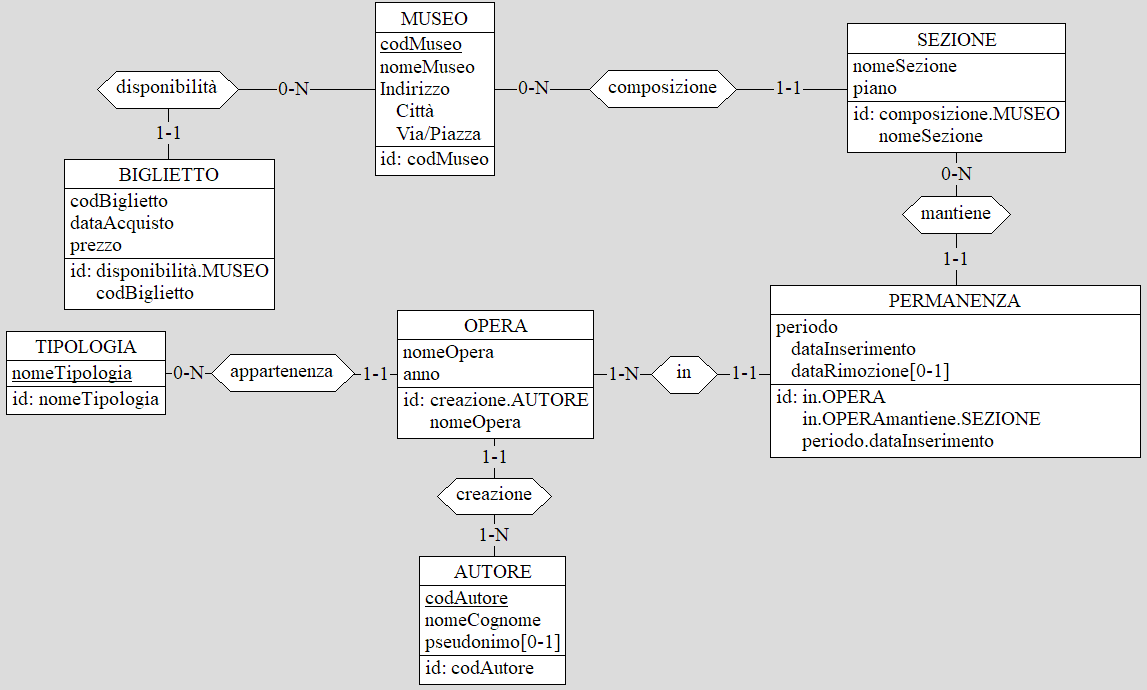 MUSEO
codMuseo
nomeMuseo
Indirizzo
Città
Via/Piazza
id: codMuseo
disponibilità
0-N
1-1
0-N
composizione
1-1
SEZIONE
nomeSezione
piano
id: composizione.MUSEO
nomeSezione
BIGLIETTO
codBiglietto
dataAcquisto
prezzo
id: disponibilità.MUSEO
codBiglietto
0-N
mantiene
1-1
TIPOLOGIA
nomeTipologia
id: nomeTipologia
0-N
appartenenza
1-1
OPERA
nomeOpera
anno
id: creazione.AUTORE
nomeOpera
1-N
in
1-1
PERMANENZA
periodo
dataInserimento
dataRimozione[0-1]
id: in.OPERA
in.OPERAmantiene.SEZIONE
periodo.dataInserimento
1-1
creazione
1-N
AUTORE
codAutore
nomeCognome
pseudonimo[0-1]
id: codAutore